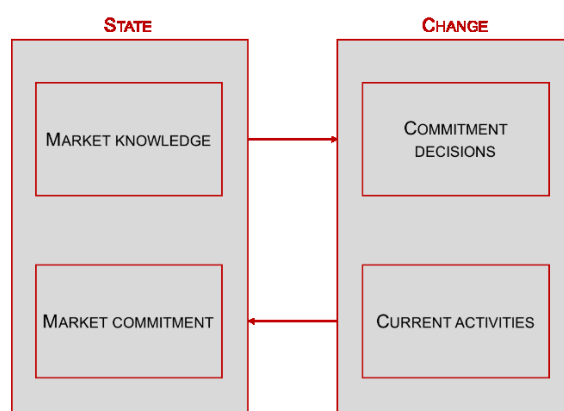 STATE
CHANGE
MARKET KNOWLEDGE
COMMITMENT
DECISIONS
MARKET COMMITMENT
CURRENT ACTIVITIES